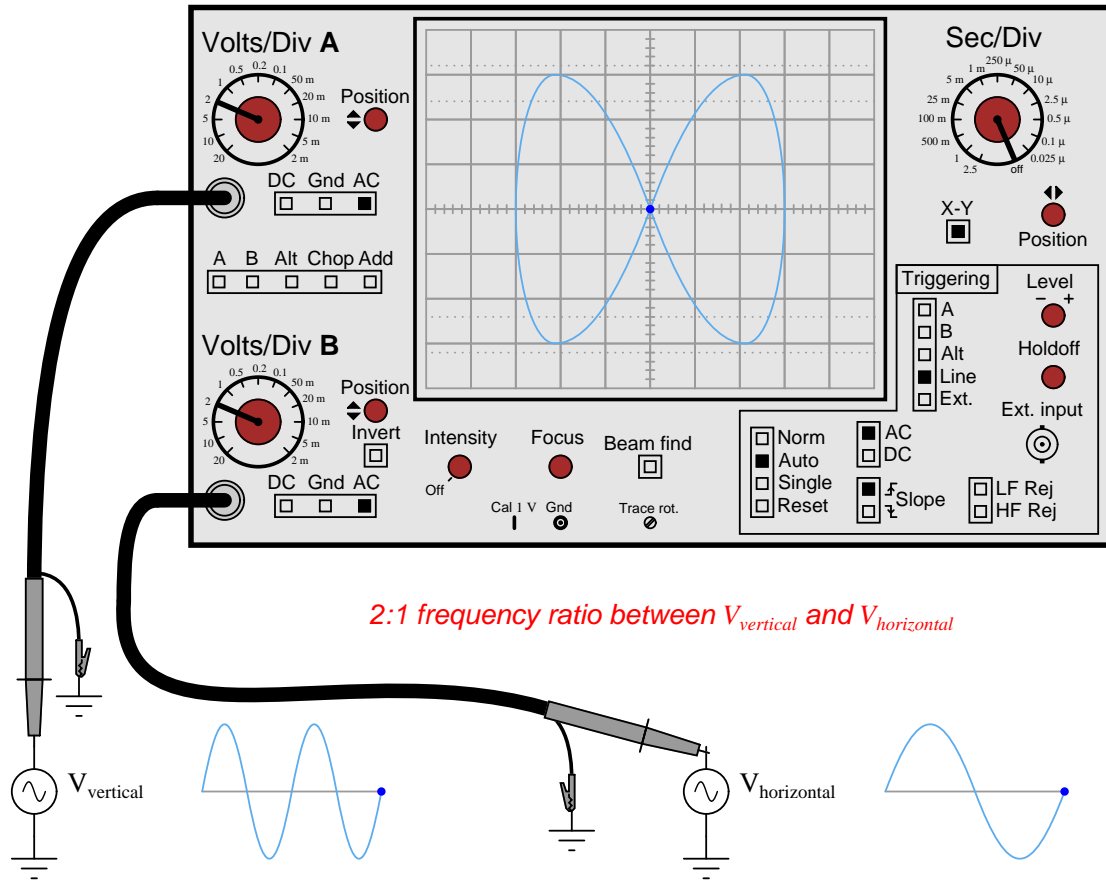 Volts/Div A
0.5 0.2 0.1
1 50 m
2 20 m
5 10 m
10 5 m
20 2 m
Position
DC Gnd AC
A B Alt Chop Add
Volts/Div B
0.5 0.2 0.1
1 50 m
2 20 m
5 10 m
10 5 m
20 2 m
Position
Invert
DC Gnd AC
Intensity
Off
Focus
Beam find
Cal 1 V Gnd
Trace rot.
Sec/Div
250 µ
1 m 50 µ
5 m 10 µ
25 m 2.5 µ
100 m 0.5 µ
500 m 0.1 µ
1 0.025 µ
2.5 off
X-Y
Position
Triggering
A
B
Alt
Line
Ext.
Level
− +
Holdoff
Ext. input
Norm
Auto
Single
Reset
AC
DC
Slope
LF Rej
HF Rej
2:1 frequency ratio between Vvertical and Vhorizontal
Vvertical
Vhorizontal